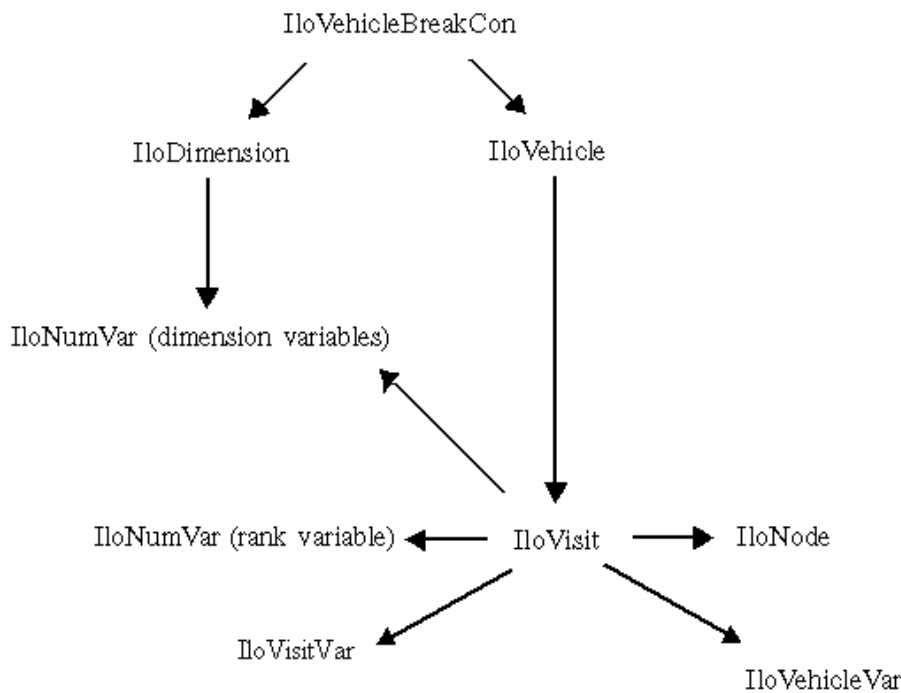 IloVehicleBreakCon
IloDimension
IloVehicle
IloNumVar (dimension variables)
IloNumVar (rank variable)
IloVisit
IloNode
IloVisitVar
IloVehicleVar